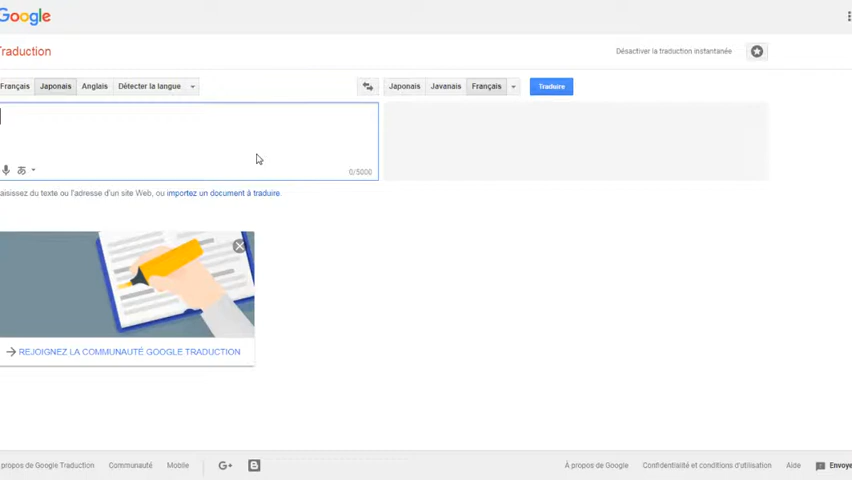 Google
Traduction
Désactiver la traduction instantanée
Français Japonais Anglais Détecter la langue
Japonais Javanais Français Traduire
あ
0/5000
aisissez du texte ou l'adresse d'un site Web, ou importez un document à traduire.
REJOIGNEZ LA COMMUNAUTÉ GOOGLE TRADUCTION
propos de Google Traduction Communauté Mobile G+ B À propos de Google Confidentialité et conditions d'utilisation Aide Envoye